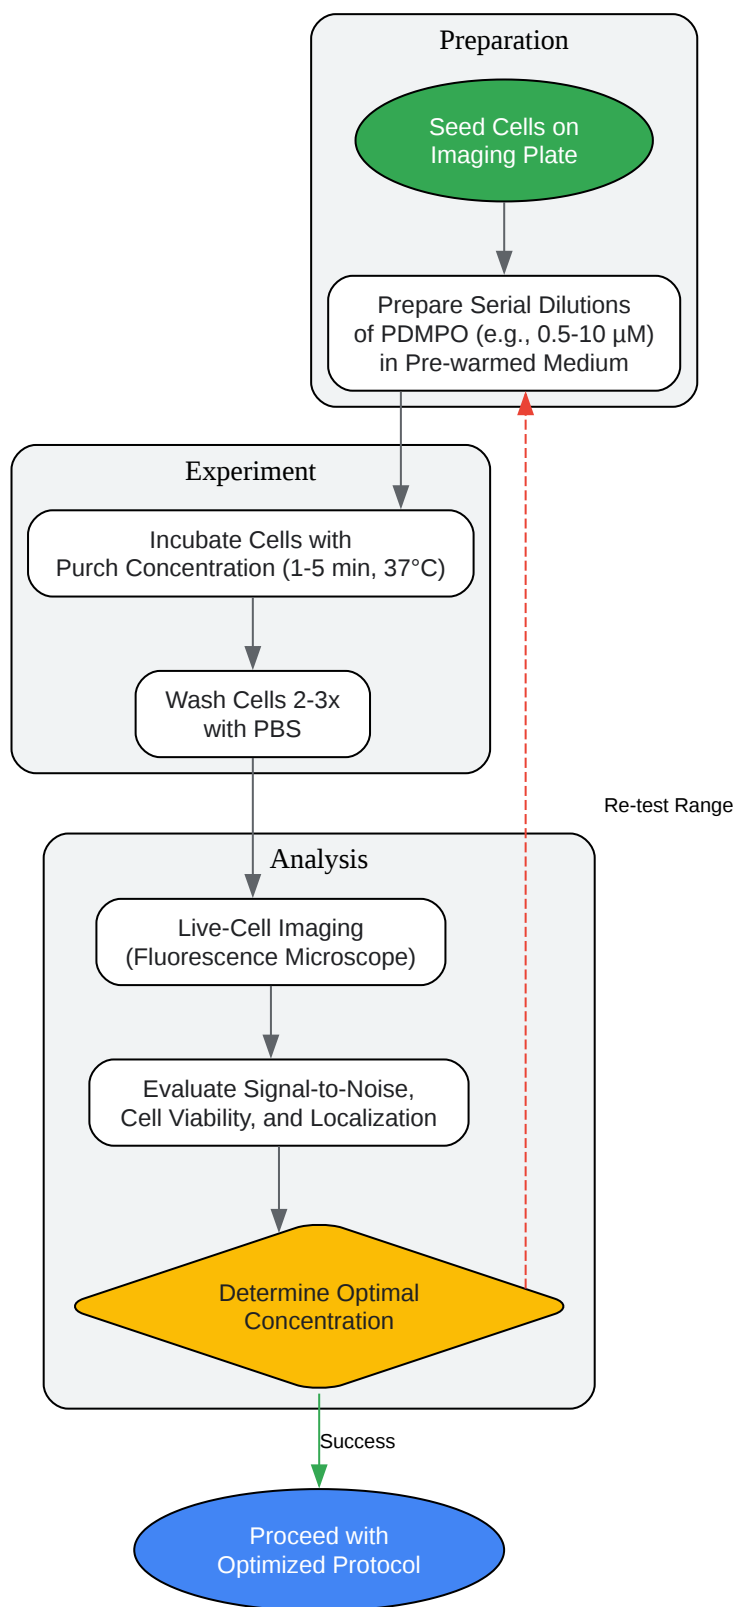 Preparation
Seed Cells on
Imaging Plate
Prepare Serial Dilutions
of PDMPO (e.g., 0.5-10 µM)
in Pre-warmed Medium
Experiment
Incubate Cells with
Purch Concentration (1-5 min, 37°C)
Wash Cells 2-3x
with PBS
Re-test Range
Analysis
Live-Cell Imaging
(Fluorescence Microscope)
Evaluate Signal-to-Noise,
Cell Viability, and Localization
Determine Optimal
Concentration
Success
Proceed with
Optimized Protocol